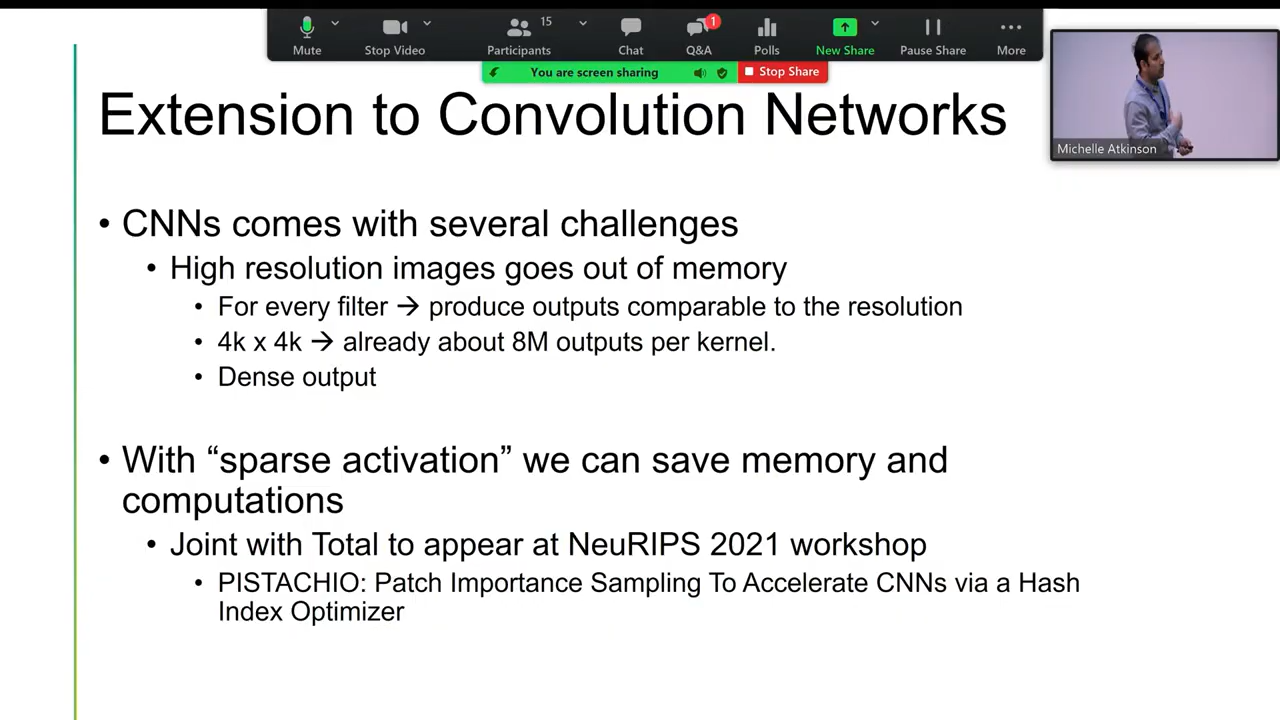 Mute
Stop Video
Participants
15
Chat
Q&A
1
Polls
New Share
Pause Share
More
You are screen sharing
Stop Share
Michelle Atkinson
Extension to Convolution Networks
• CNNs comes with several challenges
• High resolution images goes out of memory
• For every filter → produce outputs comparable to the resolution
• 4k x 4k → already about 8M outputs per kernel.
• Dense output
• With “sparse activation” we can save memory and
computations
• Joint with Total to appear at NeuRIPS 2021 workshop
• PISTACHIO: Patch Importance Sampling To Accelerate CNNs via a Hash
Index Optimizer